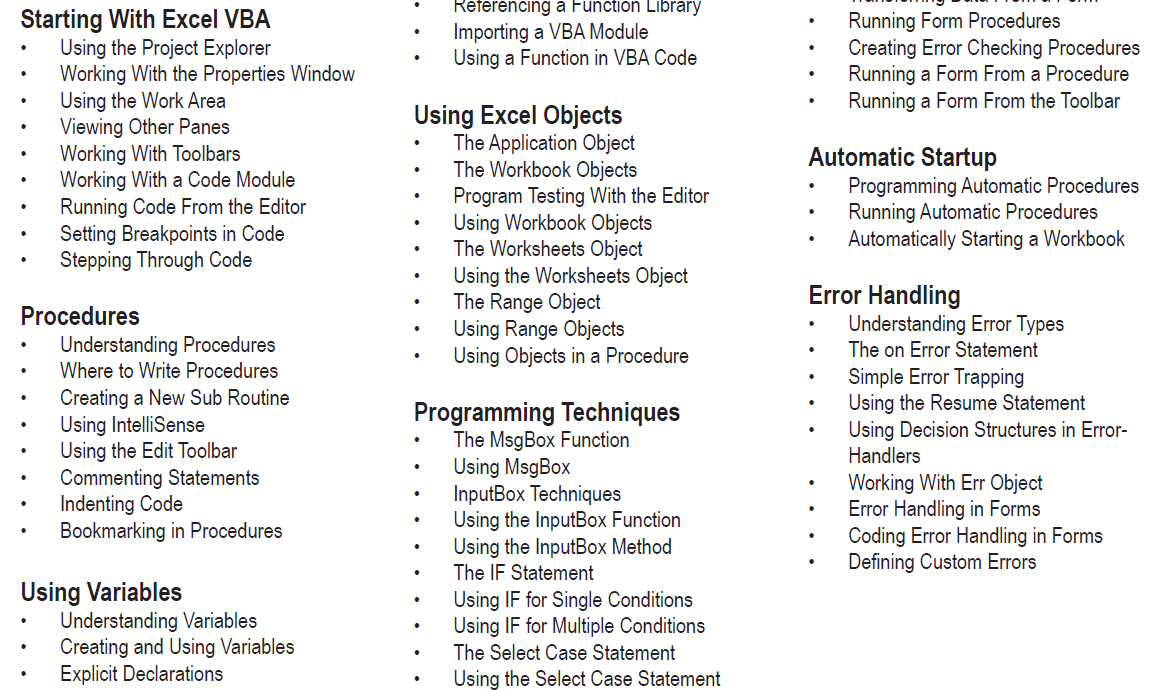 Starting With Excel VBA
• Using the Project Explorer
• Working With the Properties Window
• Using the Work Area
• Viewing Other Panes
• Working With Toolbars
• Working With a Code Module
• Running Code From the Editor
• Setting Breakpoints in Code
• Stepping Through Code
Procedures
• Understanding Procedures
• Where to Write Procedures
• Creating a New Sub Routine
• Using IntelliSense
• Using the Edit Toolbar
• Commenting Statements
• Indenting Code
• Bookmarking in Procedures
Using Variables
• Understanding Variables
• Creating and Using Variables
• Explicit Declarations
• Referencing a Function Library
• Importing a VBA Module
• Using a Function in VBA Code
Using Excel Objects
• The Application Object
• The Workbook Objects
• Program Testing With the Editor
• Using Workbook Objects
• The Worksheets Object
• Using the Worksheets Object
• The Range Object
• Using Range Objects
• Using Objects in a Procedure
Programming Techniques
• The MsgBox Function
• Using MsgBox
• InputBox Techniques
• Using the InputBox Function
• Using the InputBox Method
• The IF Statement
• Using IF for Single Conditions
• Using IF for Multiple Conditions
• The Select Case Statement
• Using the Select Case Statement
Transferring Data From a Form
• Running Form Procedures
• Creating Error Checking Procedures
• Running a Form From a Procedure
• Running a Form From the Toolbar
Automatic Startup
• Programming Automatic Procedures
• Running Automatic Procedures
• Automatically Starting a Workbook
Error Handling
• Understanding Error Types
• The on Error Statement
• Simple Error Trapping
• Using the Resume Statement
• Using Decision Structures in Error-
Handlers
• Working With Err Object
• Error Handling in Forms
• Coding Error Handling in Forms
• Defining Custom Errors